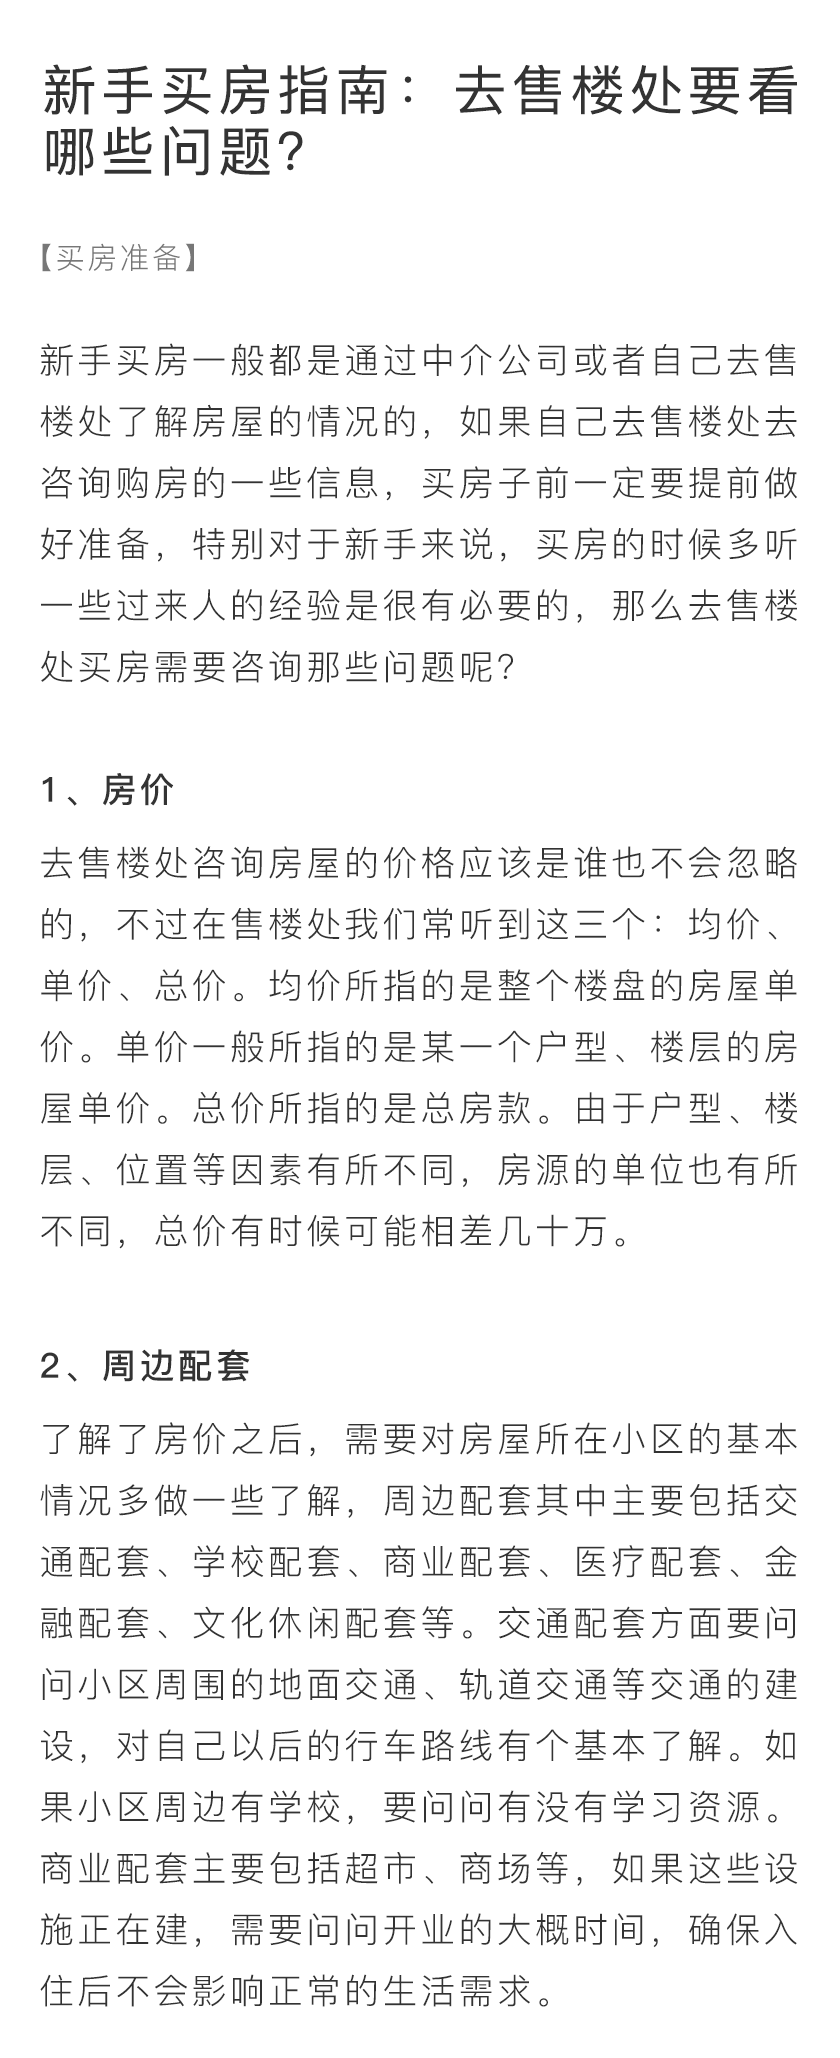 新手买房指南：去售楼处要看
哪些问题？
【买房准备】
新手买房一般都是通过中介公司或者自己去售
楼处了解房屋的情况的，如果自己去售楼处去
咨询购房的一些信息，买房子前一定要提前做
好准备，特别对于新手来说，买房的时候多听
一些过来人的经验是很有必要的，那么去售楼
处买房需要咨询那些问题呢？
1、房价
去售楼处咨询房屋的价格应该是谁也不会忽略
的，不过在售楼处我们常听到这三个：均价、
单价、总价。均价所指的是整个楼盘的房屋单
价。单价一般所指的是某一个户型、楼层的房
屋单价。总价所指的是总房款。由于户型、楼
层、位置等因素有所不同，房源的单位也有所
不同，总价有时候可能相差几十万。
2、周边配套
了解了房价之后，需要对房屋所在小区的基本
情况多做一些了解，周边配套其中主要包括交
通配套、学校配套、商业配套、医疗配套、金
融配套、文化休闲配套等。交通配套方面要问
问小区周围的地面交通、轨道交通等交通的建
设，对自己以后的行车路线有个基本了解。如
果小区周边有学校，要问问有没有学习资源。
商业配套主要包括超市、商场等，如果这些设
施正在建，需要问问开业的大概时间，确保入
住后不会影响正常的生活需求。